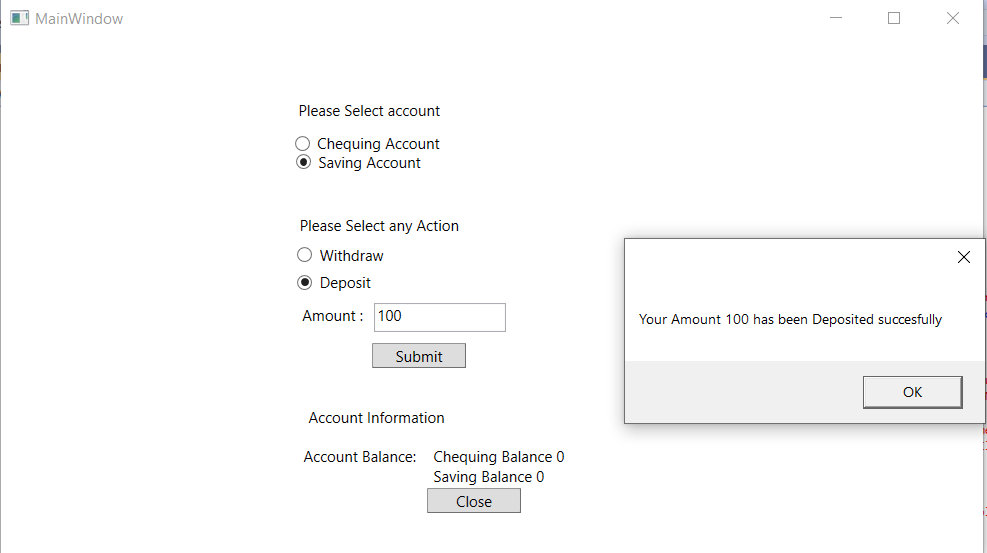 MainWindow
Please Select account
Chequing Account
Saving Account
Please Select any Action
Withdraw
Deposit
Amount : 100
Submit
Your Amount 100 has been Deposited succesfully
OK
Account Information
Account Balance: Chequing Balance 0
Saving Balance 0
Close